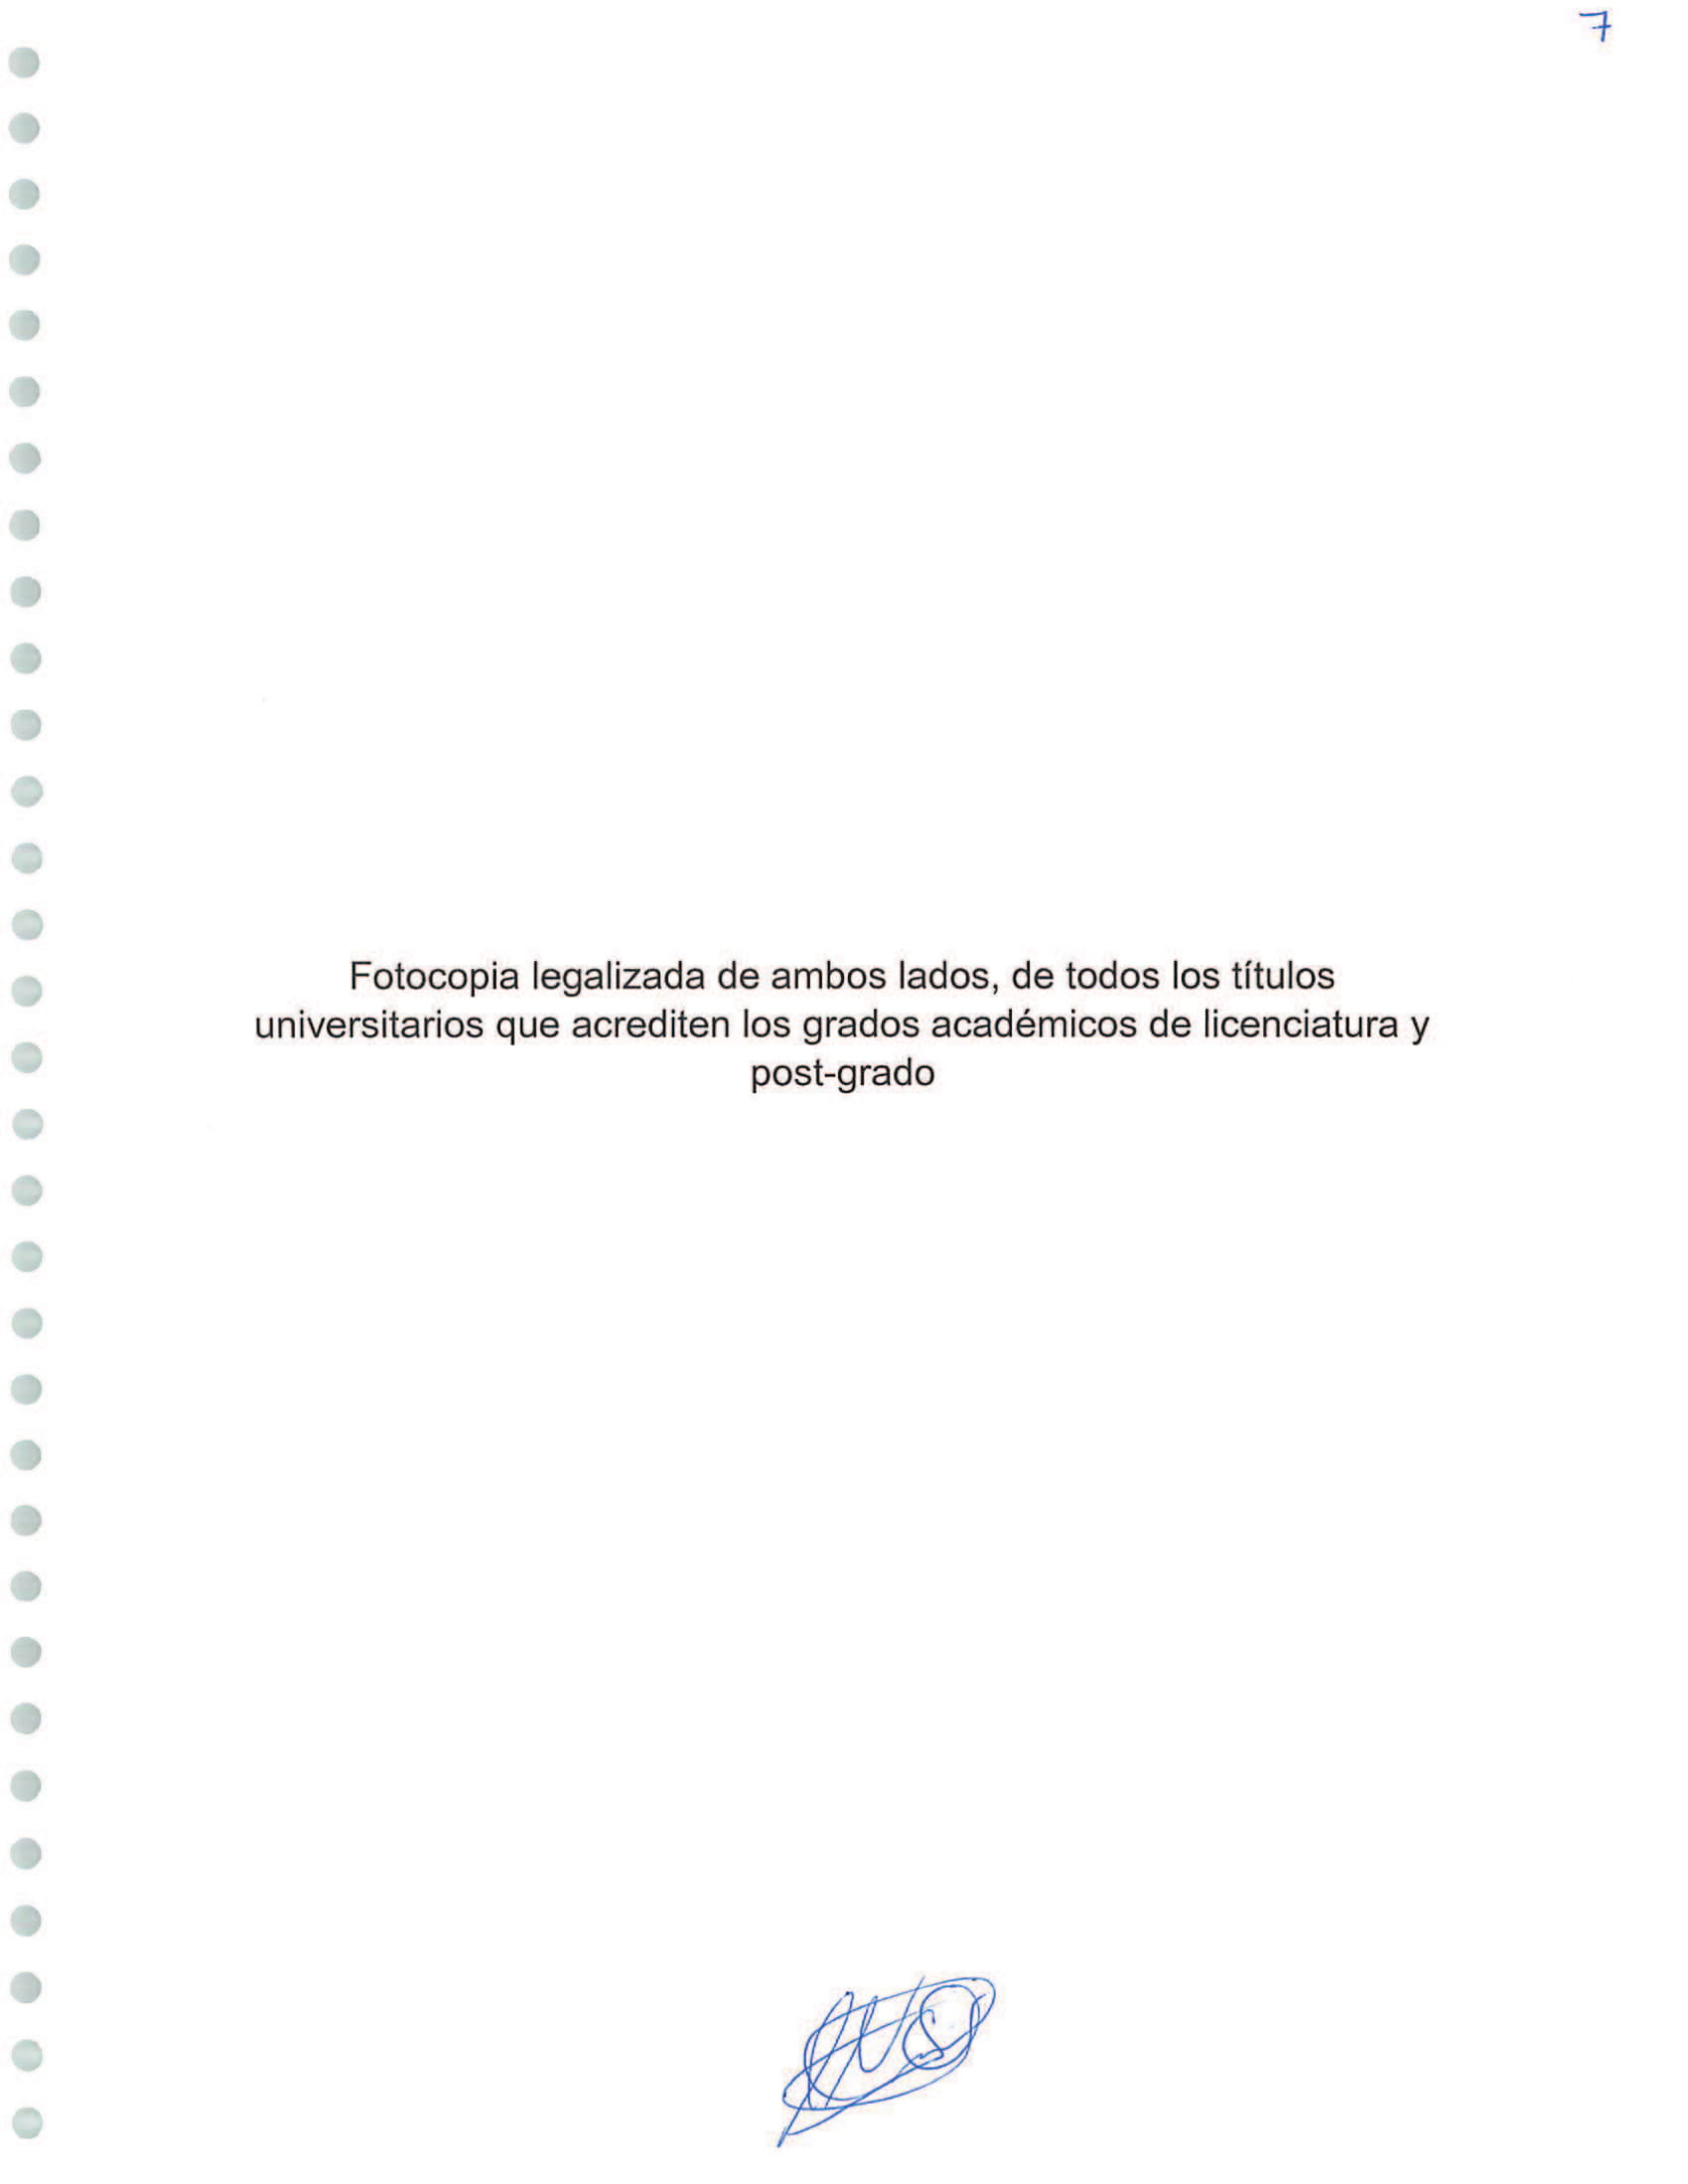 7
Fotocopia legalizada de ambos lados, de todos los títulos
universitarios que acrediten los grados académicos de licenciatura y
post-grado